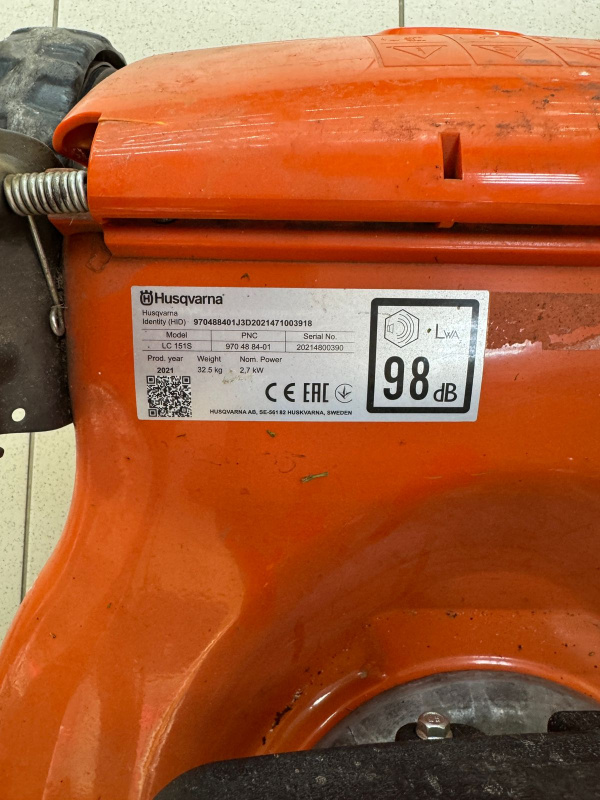 Husqvarna
Husqvarna
Identity (HID) 970488401J3D2021471003918
Model PNC Serial No.
LC 151S 970 48 84-01 20214800390
Prod. year Weight Nom. Power
2021 32.5 kg 2,7 kW
CE EAC
HUSQVARNA AB, SE-561 82 HUSKVARNA, SWEDEN
LWA
98 dB